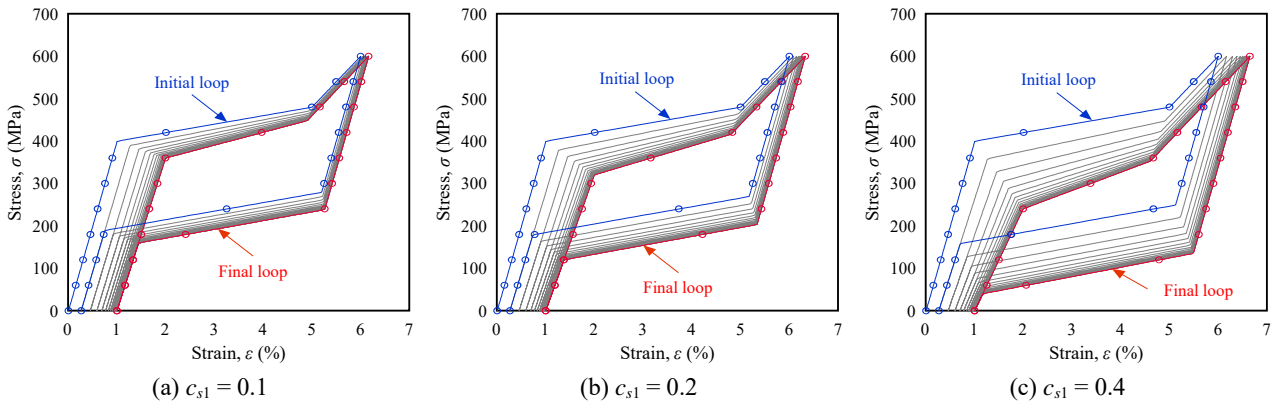 700
600
500
400
300
200
100
0
Stress, σ (MPa)
Initial loop
Final loop
0 1 2 3 4 5 6 7
Strain, ε (%)
(a) cs1 = 0.1
700
600
500
400
300
200
100
0
Stress, σ (MPa)
Initial loop
Final loop
0 1 2 3 4 5 6 7
Strain, ε (%)
(b) cs1 = 0.2
700
600
500
400
300
200
100
0
Stress, σ (MPa)
Initial loop
Final loop
0 1 2 3 4 5 6 7
Strain, ε (%)
(c) cs1 = 0.4